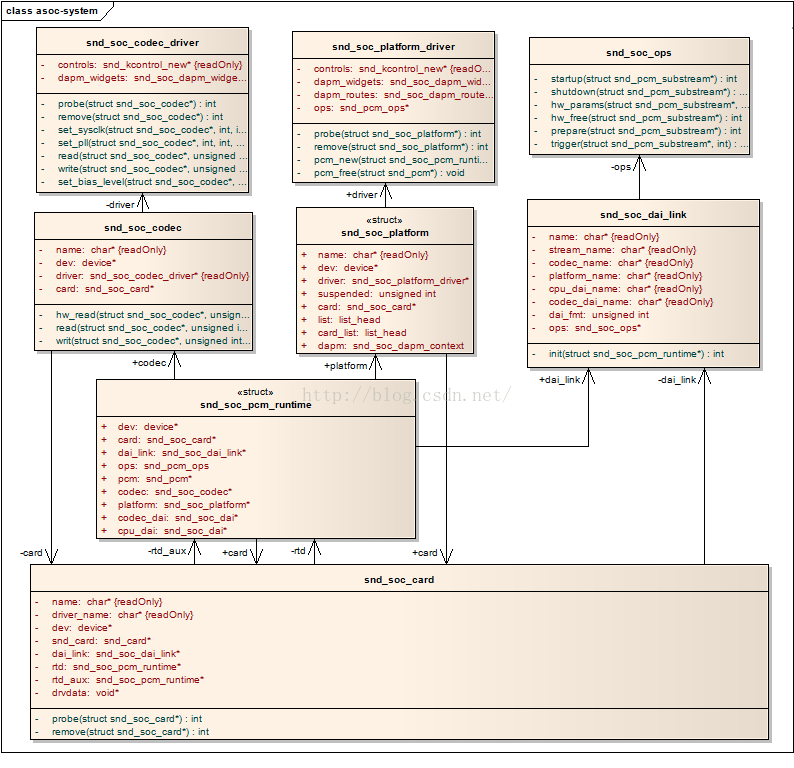 class asoc-system
snd_soc_codec_driver
- controls: snd_kcontrol_new* {readOnly}
- dapm_widgets: snd_soc_dapm_widge...
- probe(struct snd_soc_codec*) : int
- remove(struct snd_soc_codec*) : int
- set_sysclk(struct snd_soc_codec*, int, i...
- set_pll(struct snd_soc_codec*, int, int, ...
- read(struct snd_soc_codec*, unsigned ...
- write(struct snd_soc_codec*, unsigned ...
- set_bias_level(struct snd_soc_codec*, ...
snd_soc_platform_driver
- controls: snd_kcontrol_new* {readO...
- dapm_widgets: snd_soc_dapm_wid...
- dapm_routes: snd_soc_dapm_route...
- ops: snd_pcm_ops*
- probe(struct snd_soc_platform*) : int
- remove(struct snd_soc_platform*) : int
- pcm_new(struct snd_soc_pcm_runti...
- pcm_free(struct snd_pcm*) : void
snd_soc_ops
- startup(struct snd_pcm_substream*) : int
- shutdown(struct snd_pcm_substream*) : ...
- hw_params(struct snd_pcm_substream*, ...
- hw_free(struct snd_pcm_substream*) : int
- prepare(struct snd_pcm_substream*) : int
- trigger(struct snd_pcm_substream*, int) : ...
-driver
+driver
-ops
snd_soc_codec
- name: char* {readOnly}
- dev: device*
- driver: snd_soc_codec_driver* {readOnly}
- card: snd_soc_card*
- hw_read(struct snd_soc_codec*, unsign...
- read(struct snd_soc_codec*, unsigned i...
- writ(struct snd_soc_codec*, unsigned int...
«struct»
snd_soc_platform
+ name: char* {readOnly}
+ dev: device*
+ driver: snd_soc_platform_driver*
+ suspended: unsigned int
+ card: snd_soc_card*
+ list: list_head
+ card_list: list_head
+ dapm: snd_soc_dapm_context
snd_soc_dai_link
- name: char* {readOnly}
- stream_name: char* {readOnly}
- codec_name: char* {readOnly}
- platform_name: char* {readOnly}
- cpu_dai_name: char* {readOnly}
- codec_dai_name: char* {readOnly}
- dai_fmt: unsigned int
- ops: snd_soc_ops*
- init(struct snd_soc_pcm_runtime*) : int
+codec
+platform
+dai_link
-dai_link
http://blog.csdn.net/
«struct»
snd_soc_pcm_runtime
+ dev: device*
+ card: snd_soc_card*
+ dai_link: snd_soc_dai_link*
+ ops: snd_pcm_ops
+ pcm: snd_pcm*
+ codec: snd_soc_codec*
+ platform: snd_soc_platform*
+ codec_dai: snd_soc_dai*
+ cpu_dai: snd_soc_dai*
-card
-rtd_aux
+card
-rtd
+card
snd_soc_card
- name: char* {readOnly}
- driver_name: char* {readOnly}
- dev: device*
- snd_card: snd_card*
- dai_link: snd_soc_dai_link*
- rtd: snd_soc_pcm_runtime*
- rtd_aux: snd_soc_pcm_runtime*
- drvdata: void*
- probe(struct snd_soc_card*) : int
- remove(struct snd_soc_card*) : int